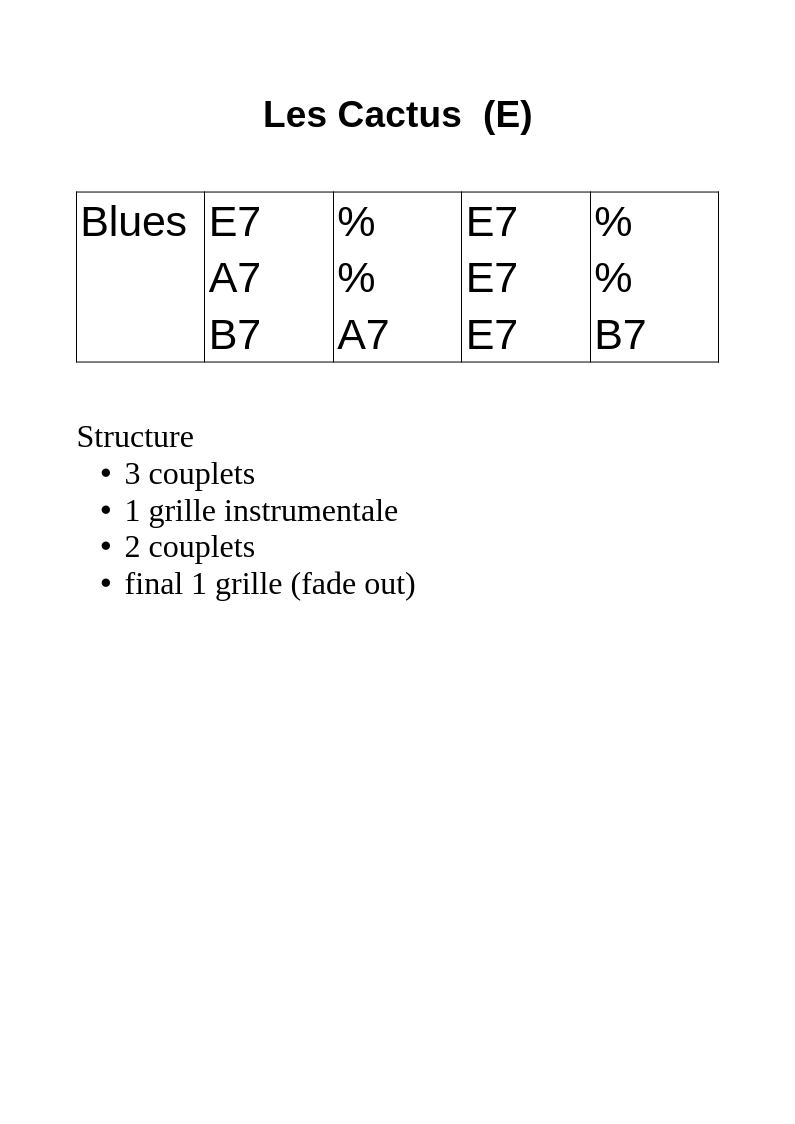 Les Cactus (E)
Blues E7 % E7 %
A7 % E7 %
B7 A7 E7 B7
Structure
• 3 couplets
• 1 grille instrumentale
• 2 couplets
• final 1 grille (fade out)